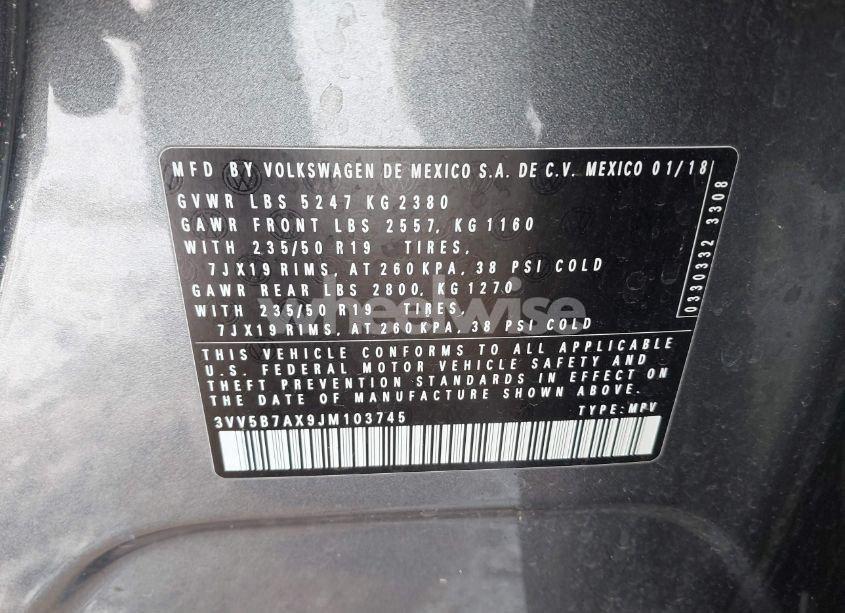 MFD BY VOLKSWAGEN DE MEXICO S.A. DE C.V. MEXICO 01/18
GVWR LBS 5247 KG 2380
GAWR FRONT LBS 2557, KG 1160
WITH 235/50 R19 TIRES,
7JX19 RIMS, AT 260 KPA, 38 PSI COLD
GAWR REAR LBS 2800, KG 1270
WITH 235/50 R19 TIRES,
7JX19 RIMS, AT 260 KPA, 38 PSI COLD
0330332 3308
THIS VEHICLE CONFORMS TO ALL APPLICABLE
U.S. FEDERAL MOTOR VEHICLE SAFETY AND
THEFT PREVENTION STANDARDS IN EFFECT ON
THE DATE OF MANUFACTURE SHOWN ABOVE.
3VV5B7AX9JM103745 TYPE: MPV
wheelwise